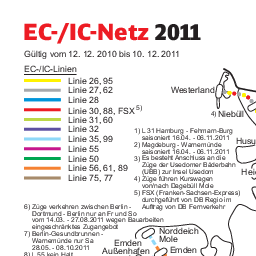 EC-/IC-Netz 2011
Gültig vom 12. 12. 2010 bis 10. 12. 2011
EC-/IC-Linien
Linie 26, 95
Linie 27, 62
Linie 28
Linie 30, 88, FSX 5)
Linie 31, 60
Linie 32
Linie 35, 99
Linie 55
Linie 50
Linie 56, 61, 89
Linie 75, 77
Westerland
4) Niebüll
Husu
Hei
1) L 31 Hamburg - Fehmarn-Burg
saisoniert 16.04. - 06.11.2011
2) Magdeburg - Warnemünde
saisoniert 16.04. - 06.11.2011
3) Es besteht Anschluss an die
Züge der Usedomer Bäderbahn
(UBB) zur Insel Usedom
4) Züge führen Kurswagen
von/nach Dagebüll Mole
5) FSX (Franken-Sachsen-Express)
durchgeführt von DB Regio im
Auftrag von DB Fernverkehr
6) Züge verkehren zwischen Berlin -
Dortmund - Berlin nur an Fr und So
vom 14.03. - 27.08.2011 wegen Bauarbeiten
eingeschränktes Zugangebot
7) Berlin-Gesundbrunnen -
Warnemünde nur Sa
28.05. - 08.10.2011
8) L 55 kein Halt
Norddeich
Mole
Emden
Außenhafen
Emden